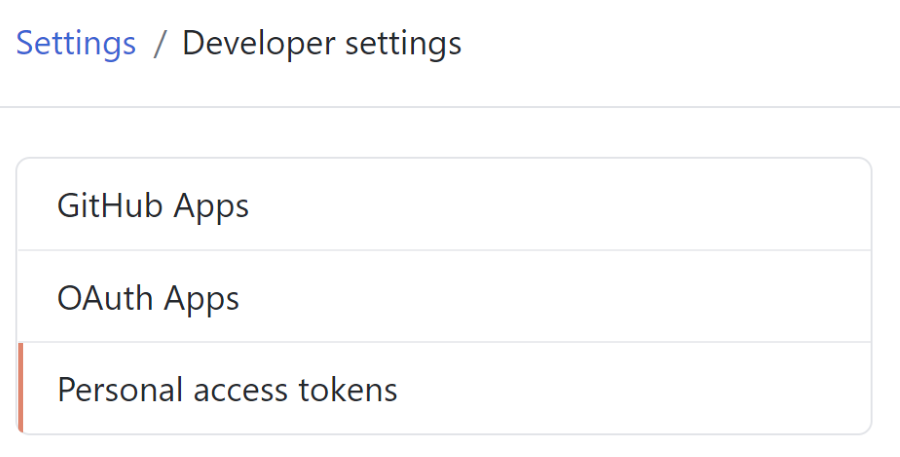 Settings / Developer settings
GitHub Apps
OAuth Apps
Personal access tokens